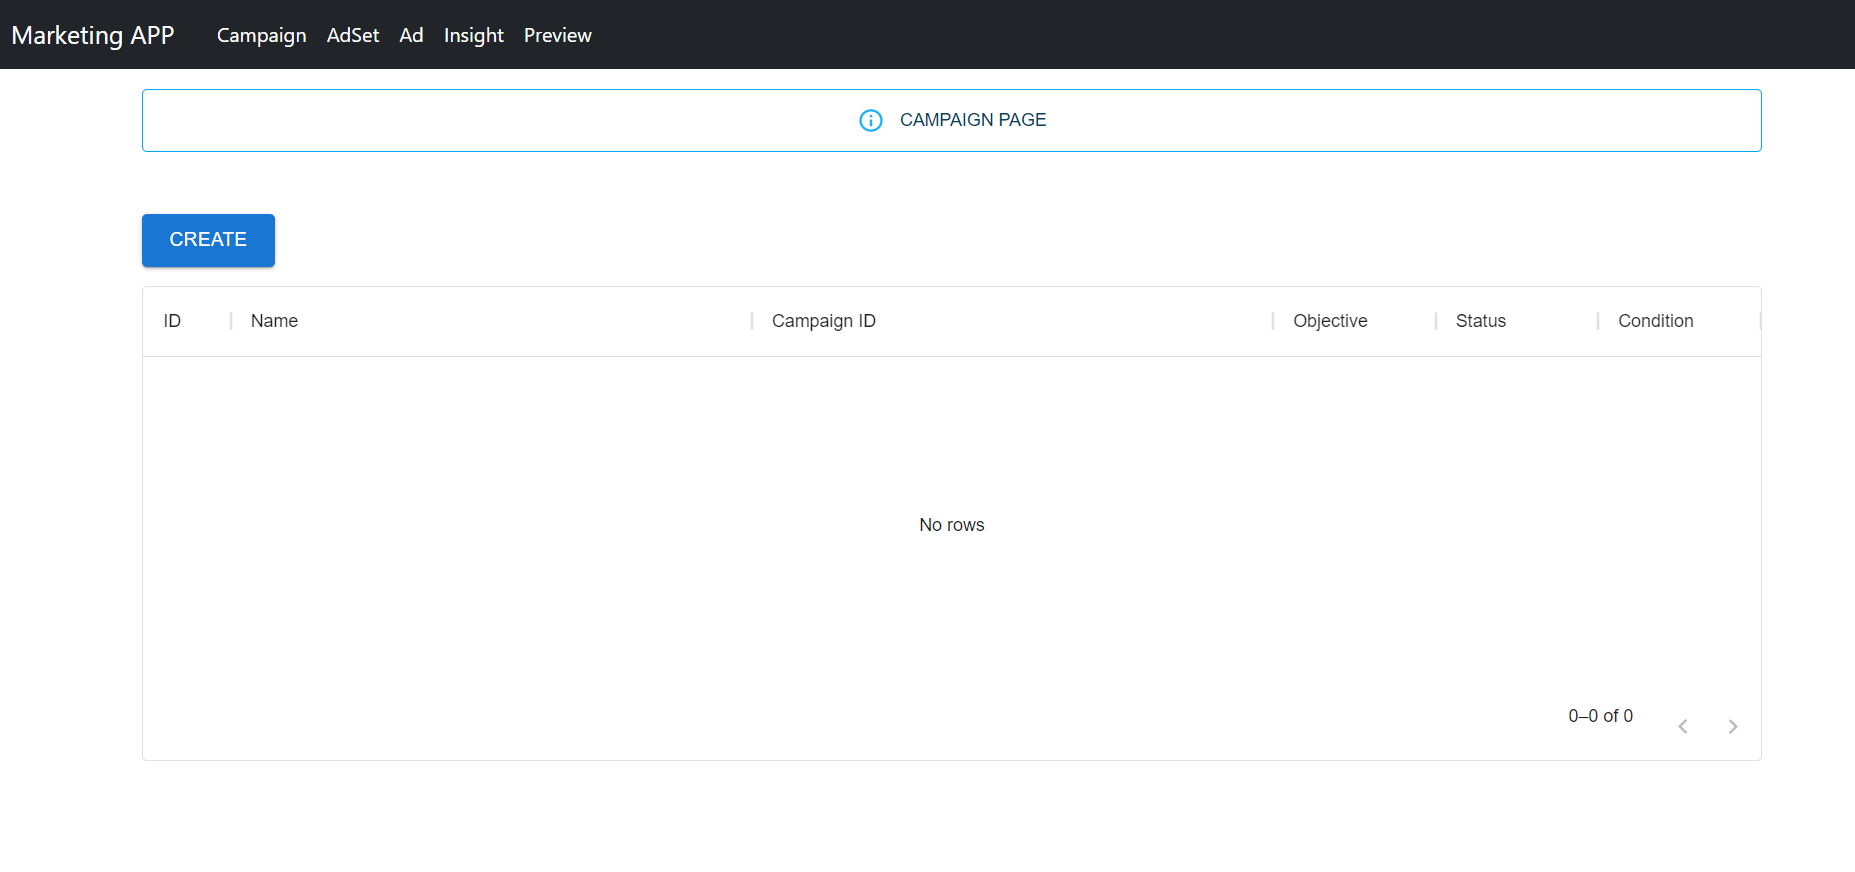 Marketing APP Campaign AdSet Ad Insight Preview
CAMPAIGN PAGE
CREATE
ID Name Campaign ID Objective Status Condition
No rows
0–0 of 0